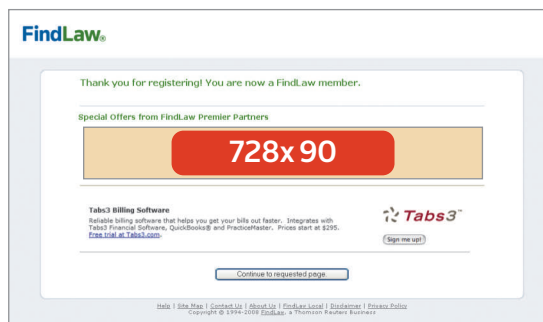 FindLaw®
Thank you for registering! You are now a FindLaw member.
Special Offers from FindLaw Premier Partners
728x90
Tabs3 Billing Software
Reliable billing software that helps you get your bills out faster. Integrates with
Tabs3 Financial Software, QuickBooks® and PracticeMaster. Prices start at $295.
Free trial at Tabs3.com.
Tabs3
Sign me up!
Continue to requested page
Help | Site Map | Contact Us | About Us | FindLaw Local | Disclaimer | Privacy Policy
Copyright © 1994-2008 FindLaw, a Thomson Reuters Business